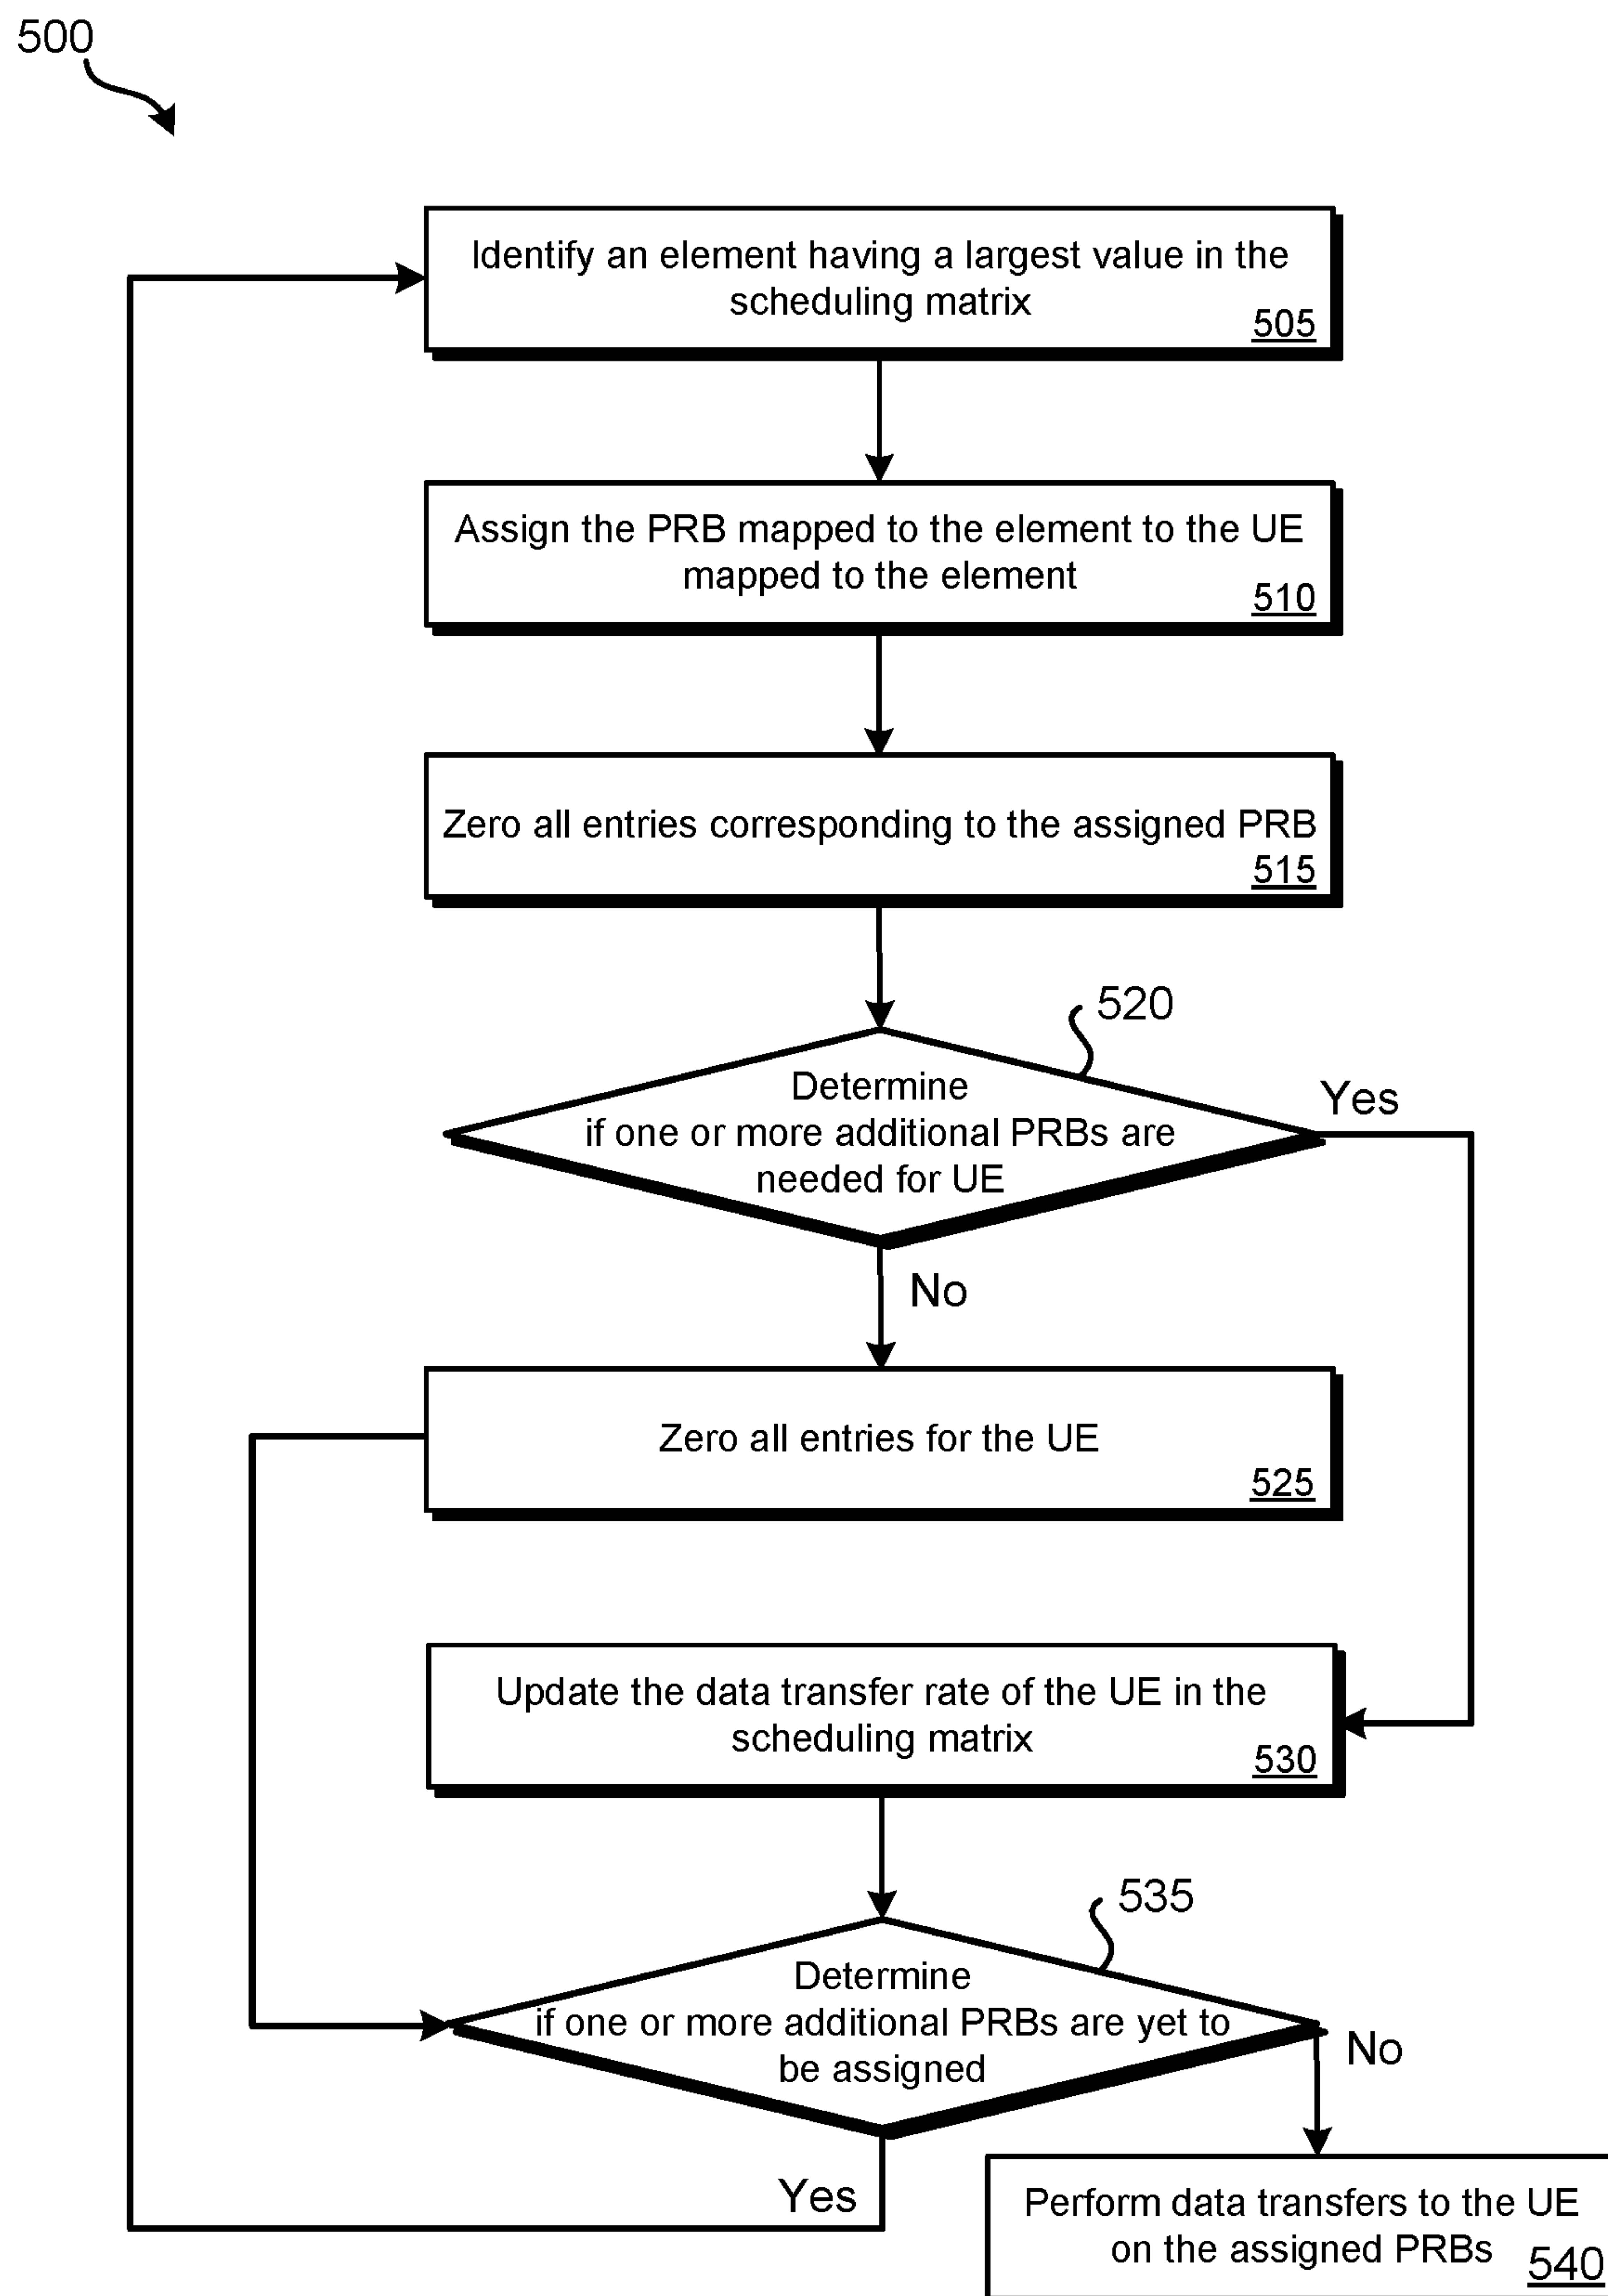 500
Identify an element having a largest value in the
scheduling matrix
505
Assign the PRB mapped to the element to the UE
mapped to the element
510
Zero all entries corresponding to the assigned PRB
515
520
Determine
if one or more additional PRBs are
needed for UE
Yes
No
Zero all entries for the UE
525
Update the data transfer rate of the UE in the
scheduling matrix
530
535
Determine
if one or more additional PRBs are yet to
be assigned
No
Yes
Perform data transfers to the UE
on the assigned PRBs
540